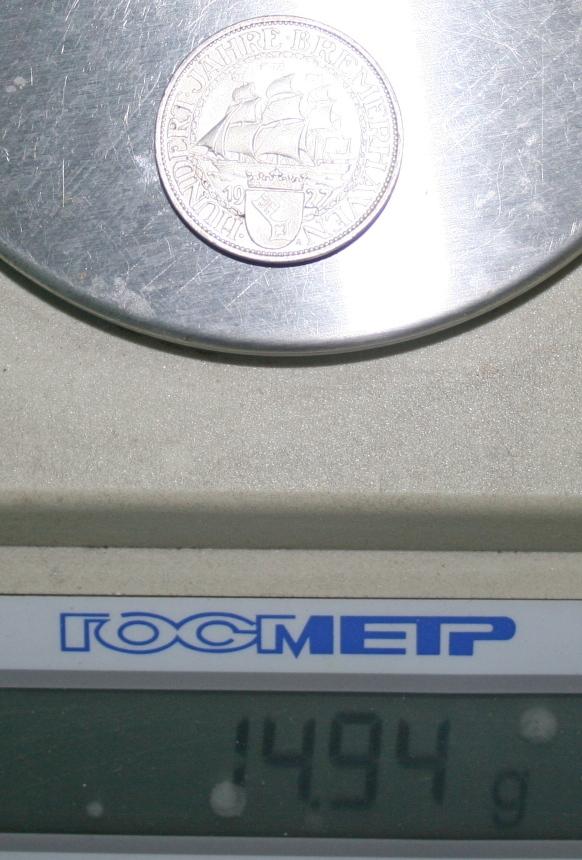 HUNDERT JAHRE BREMERHAVEN
1927
A
ГОСМЕТР
14.94 g